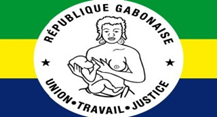 RÉPUBLIQUE GABONAISE
UNION • TRAVAIL • JUSTICE